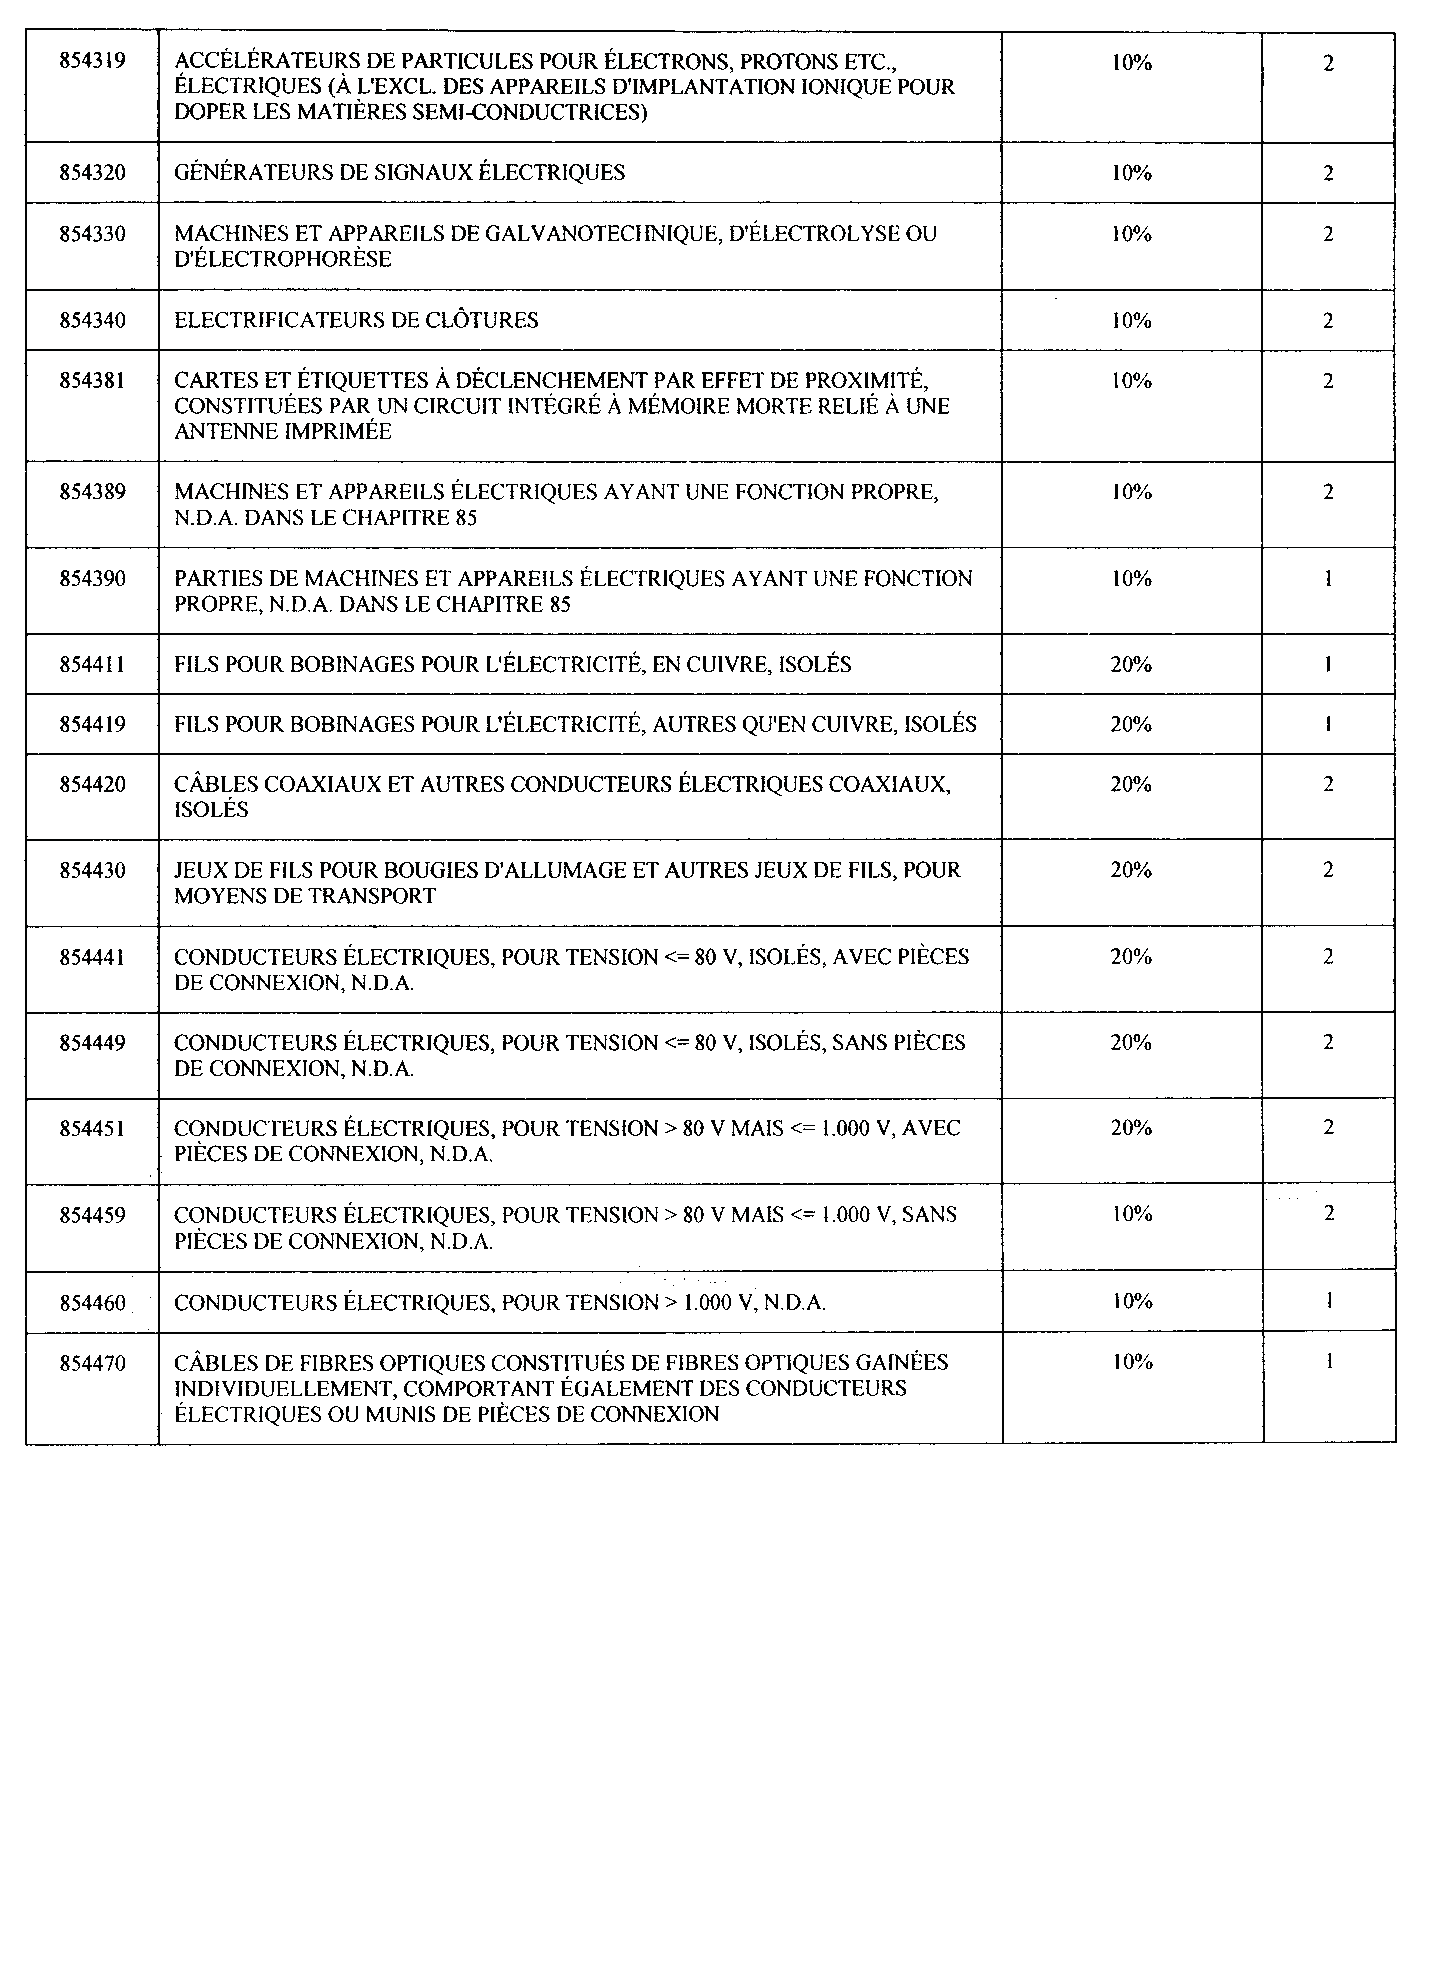 854319 ACCÉLÉRATEURS DE PARTICULES POUR ÉLECTRONS, PROTONS ETC., 10% 2
ÉLECTRIQUES (À L'EXCL. DES APPAREILS D'IMPLANTATION IONIQUE POUR
DOPER LES MATIÈRES SEMI-CONDUCTRICES)
854320 GÉNÉRATEURS DE SIGNAUX ÉLECTRIQUES 10% 2
854330 MACHINES ET APPAREILS DE GALVANOTECHNIQUE, D'ÉLECTROLYSE OU 10% 2
D'ÉLECTROPHORÈSE
854340 ELECTRIFICATEURS DE CLÔTURES 10% 2
854381 CARTES ET ÉTIQUETTES À DÉCLENCHEMENT PAR EFFET DE PROXIMITÉ, 10% 2
CONSTITUÉES PAR UN CIRCUIT INTÉGRÉ À MÉMOIRE MORTE RELIÉ À UNE
ANTENNE IMPRIMÉE
854389 MACHINES ET APPAREILS ÉLECTRIQUES AYANT UNE FONCTION PROPRE, 10% 2
N.D.A. DANS LE CHAPITRE 85
854390 PARTIES DE MACHINES ET APPAREILS ÉLECTRIQUES AYANT UNE FONCTION 10% 1
PROPRE, N.D.A. DANS LE CHAPITRE 85
854411 FILS POUR BOBINAGES POUR L'ÉLECTRICITÉ, EN CUIVRE, ISOLÉS 20% 1
854419 FILS POUR BOBINAGES POUR L'ÉLECTRICITÉ, AUTRES QU'EN CUIVRE, ISOLÉS 20% 1
854420 CÂBLES COAXIAUX ET AUTRES CONDUCTEURS ÉLECTRIQUES COAXIAUX, 20% 2
ISOLÉS
854430 JEUX DE FILS POUR BOUGIES D'ALLUMAGE ET AUTRES JEUX DE FILS, POUR 20% 2
MOYENS DE TRANSPORT
854441 CONDUCTEURS ÉLECTRIQUES, POUR TENSION <= 80 V, ISOLÉS, AVEC PIÈCES 20% 2
DE CONNEXION, N.D.A.
854449 CONDUCTEURS ÉLECTRIQUES, POUR TENSION <= 80 V, ISOLÉS, SANS PIÈCES 20% 2
DE CONNEXION, N.D.A.
854451 CONDUCTEURS ÉLECTRIQUES, POUR TENSION > 80 V MAIS <= 1.000 V, AVEC 20% 2
PIÈCES DE CONNEXION, N.D.A.
854459 CONDUCTEURS ÉLECTRIQUES, POUR TENSION > 80 V MAIS <= 1.000 V, SANS 10% 2
PIÈCES DE CONNEXION, N.D.A.
854460 CONDUCTEURS ÉLECTRIQUES, POUR TENSION > 1.000 V, N.D.A. 10% 1
854470 CÂBLES DE FIBRES OPTIQUES CONSTITUÉS DE FIBRES OPTIQUES GAINÉES 10% 1
INDIVIDUELLEMENT, COMPORTANT ÉGALEMENT DES CONDUCTEURS
ÉLECTRIQUES OU MUNIS DE PIÈCES DE CONNEXION